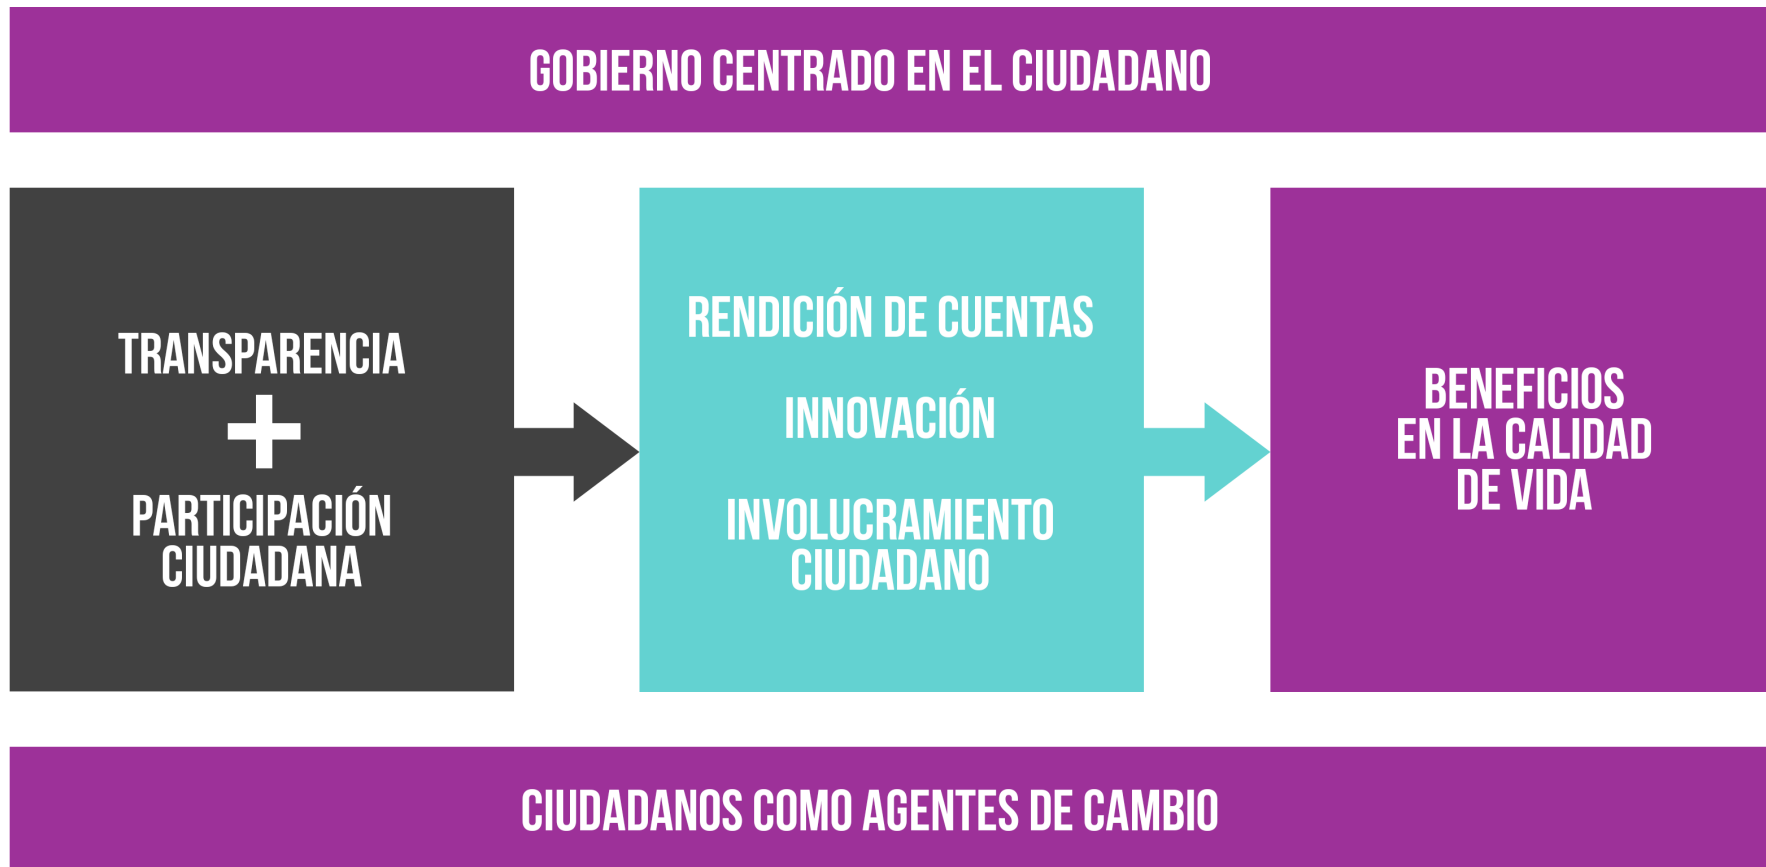 GOBIERNO CENTRADO EN EL CIUDADANO
TRANSPARENCIA
+
PARTICIPACIÓN
CIUDADANA
RENDICIÓN DE CUENTAS
INNOVACIÓN
INVOLUCRAMIENTO
CIUDADANO
BENEFICIOS
EN LA CALIDAD
DE VIDA
CIUDADANOS COMO AGENTES DE CAMBIO